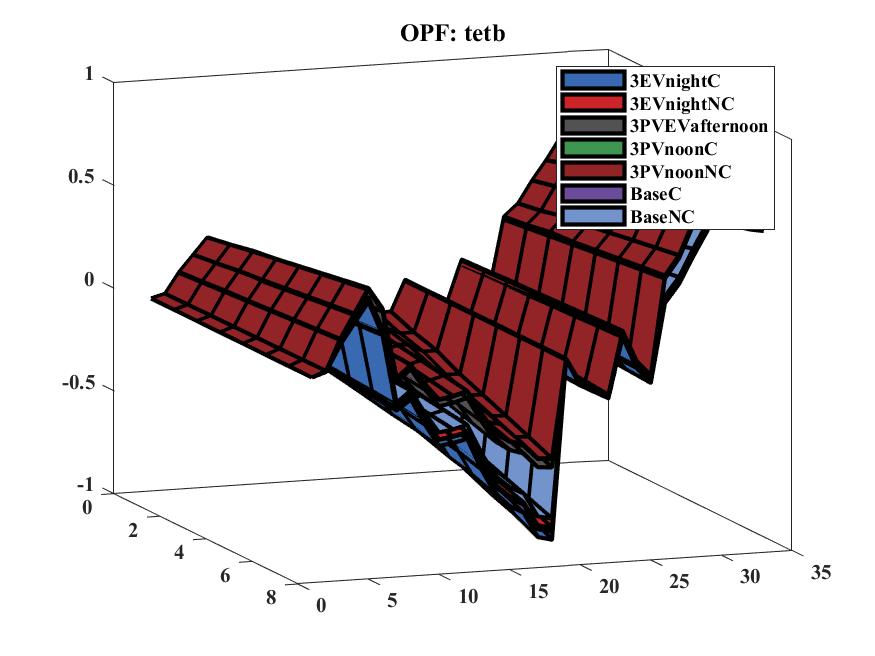 OPF: tetb
1
0.5
0
-0.5
-1
0
2
4
6
8
0
5
10
15
20
25
30
35
3EVnightC
3EVnightNC
3PVEVafternoon
3PVnoonC
3PVnoonNC
BaseC
BaseNC